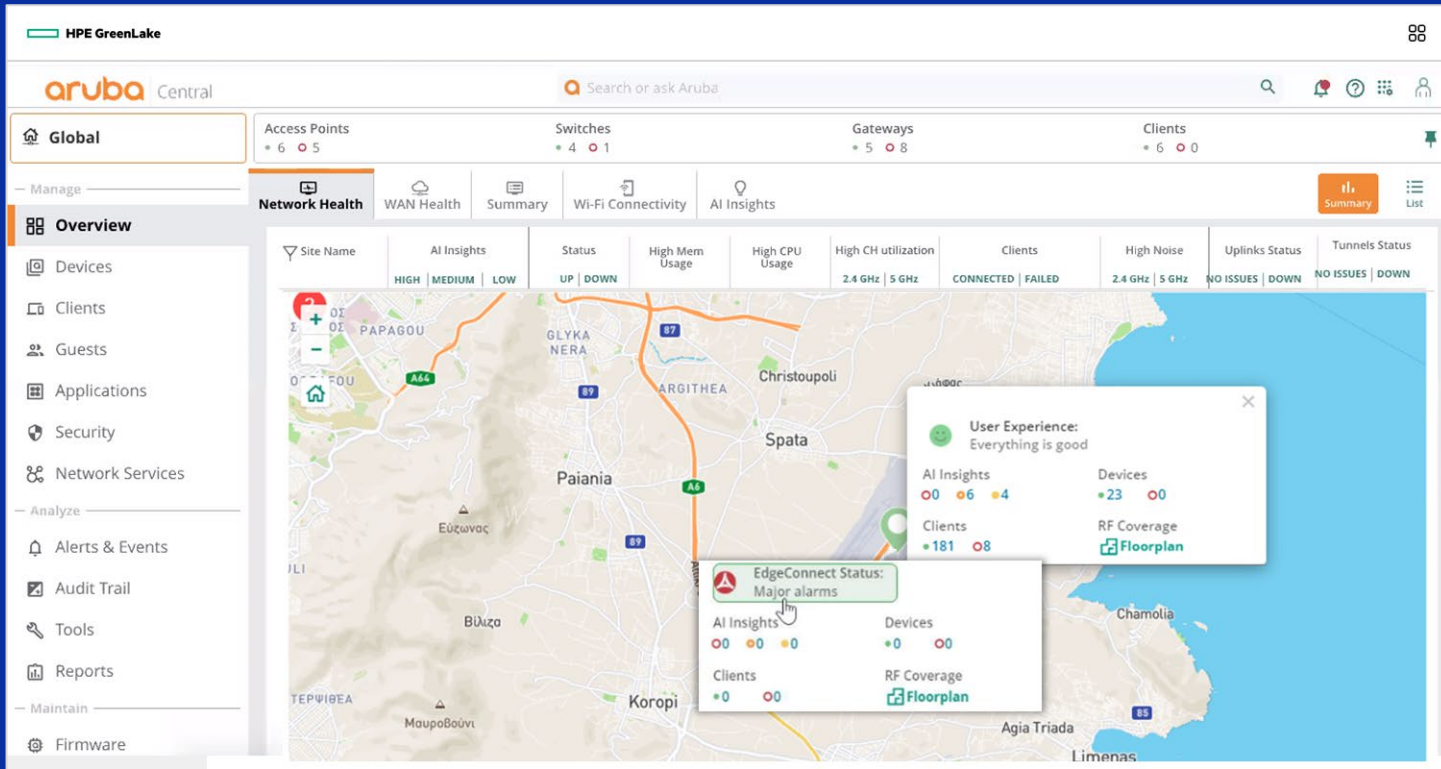 HPE GreenLake
aruba Central
Search or ask Aruba
Global
Access Points
6 5
Switches
4 1
Gateways
5 8
Clients
6 0
Manage
Overview
Devices
Clients
Guests
Applications
Security
Network Services
Analyze
Alerts & Events
Audit Trail
Tools
Reports
Maintain
Firmware
Network Health
WAN Health
Summary
Wi-Fi Connectivity
AI Insights
Summary
List
Site Name
AI Insights
HIGH | MEDIUM | LOW
Status
UP | DOWN
High Mem
Usage
High CPU
Usage
High CH utilization
2.4 GHz | 5 GHz
Clients
CONNECTED | FAILED
High Noise
2.4 GHz | 5 GHz
Uplinks Status
NO ISSUES | DOWN
Tunnels Status
NO ISSUES | DOWN
+
-
PAPAGOU
A64
GLYKA
NERA
87
89
ARGITHEA
Christoupoli
Spata
Paiania
A6
Εύζωνας
89
Βίλιζα
Μαυροβούνι
Koropi
Chamolia
85
Agia Triada
Limenas
User Experience:
Everything is good
AI Insights
0 6 4
Devices
23 0
Clients
181 8
RF Coverage
Floorplan
EdgeConnect Status:
Major alarms
AI Insights
0 0 0
Devices
0 0
Clients
0 0
RF Coverage
Floorplan